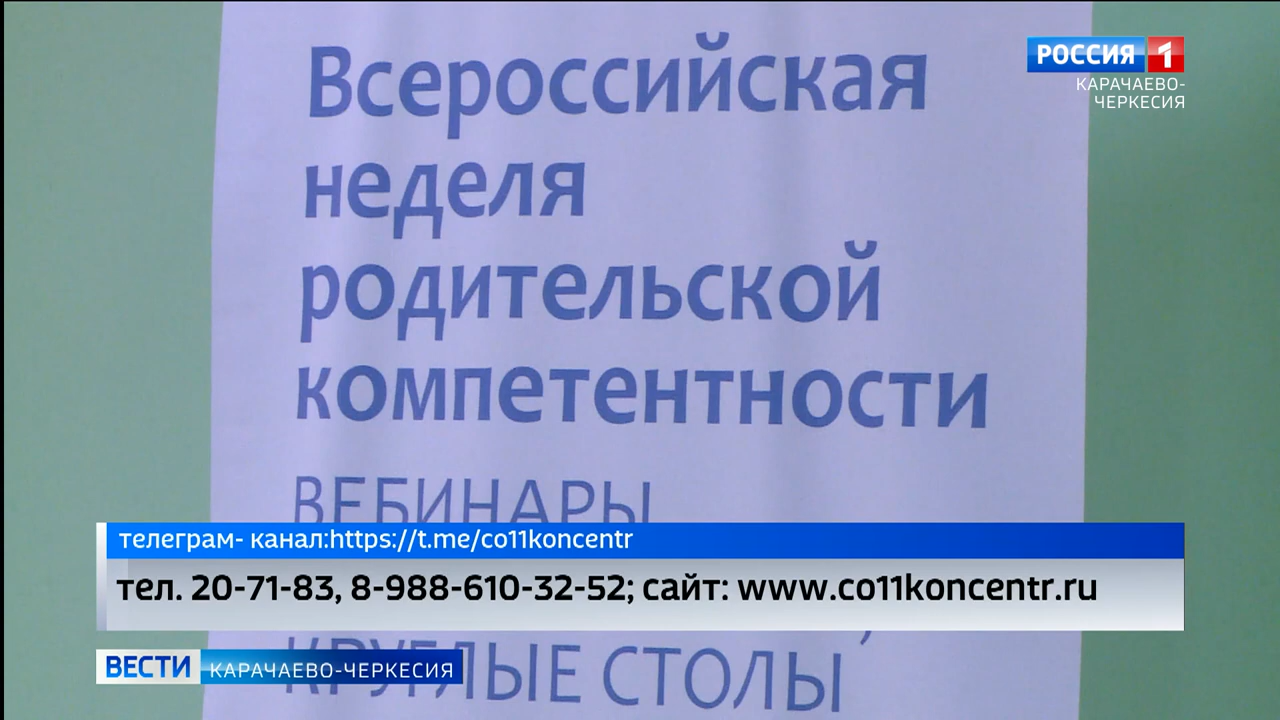 Всероссийская
неделя
родительской
компетентности
ВЕБИНАРЫ
РОССИЯ 1
КАРАЧАЕВО-
ЧЕРКЕСИЯ
телеграм- канал:https://t.me/co11koncentr
тел. 20-71-83, 8-988-610-32-52; сайт: www.co11koncentr.ru
КРУГЛЫЕ СТОЛЫ
ВЕСТИ КАРАЧАЕВО-ЧЕРКЕСИЯ